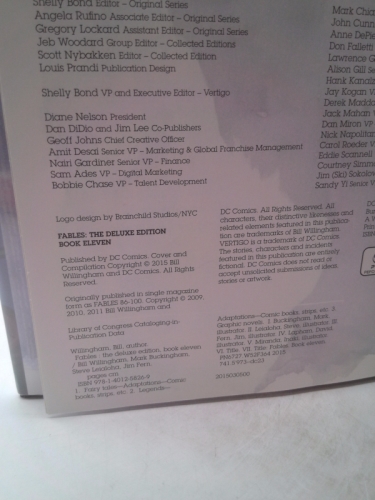 Shelly Bond Editor – Original Series
Angela Rufino Associate Editor – Original Series
Gregory Lockard Assistant Editor – Original Series
Jeb Woodard Group Editor – Collected Editions
Scott Nybakken Editor – Collected Edition
Louis Prandi Publication Design
Shelly Bond VP and Executive Editor – Vertigo
Diane Nelson President
Dan DiDio and Jim Lee Co-Publishers
Geoff Johns Chief Creative Officer
Amit Desai Senior VP – Marketing & Global Franchise Management
Nairi Gardiner Senior VP – Finance
Sam Ades VP – Digital Marketing
Bobbie Chase VP – Talent Development
Mark Chia
John Cunn
Anne DePie
Don Falletti
Lawrence G
Alison Gill Se
Hank Kanalz
Jay Kogan V
Derek Madda
Jack Mahan V
Dan Miron VP
Nick Napolitan
Carol Roeder V
Eddie Scannell
Courtney Simm
Jim (Ski) Sokolow
Sandy Yi Senior V
Logo design by Brainchild Studios/NYC
FABLES: THE DELUXE EDITION
BOOK ELEVEN
Published by DC Comics. Cover and
Compilation Copyright © 2015 Bill
Willingham and DC Comics. All Rights
Reserved.
Originally published in single magazine
form as FABLES 86-100. Copyright © 2009,
2010, 2011 Bill Willingham and
DC Comics. All Rights Reserved. All
characters, their distinctive likenesses and
related elements featured in this publica-
tion are trademarks of Bill Willingham.
VERTIGO is a trademark of DC Comics.
The stories, characters and incidents
featured in this publication are entirely
fictional. DC Comics does not read or
accept unsolicited submissions of ideas,
stories or artwork.
Library of Congress Cataloging-in-
Publication Data
Willingham, Bill, author.
Fables : the deluxe edition, book eleven
/ Bill Willingham, Mark Buckingham,
Steve Leialoha, Jim Fern.
pages cm.
ISBN 978-1-4012-5826-9
1. Fairy tales—Adaptations—Comic
books, strips, etc. 2. Legends—
Adaptations—Comic books, strips, etc. 3.
Graphic novels. I. Buckingham, Mark,
illustrator. II. Leialoha, Steve, illustrator. III.
Fern, Jim, illustrator. IV. Lapham, David,
illustrator. V. Miranda, Inaki, illustrator.
VI. Title. VII. Title: Fables. Book eleven.
PN6727.W52F364 2015
741.5'973—dc23